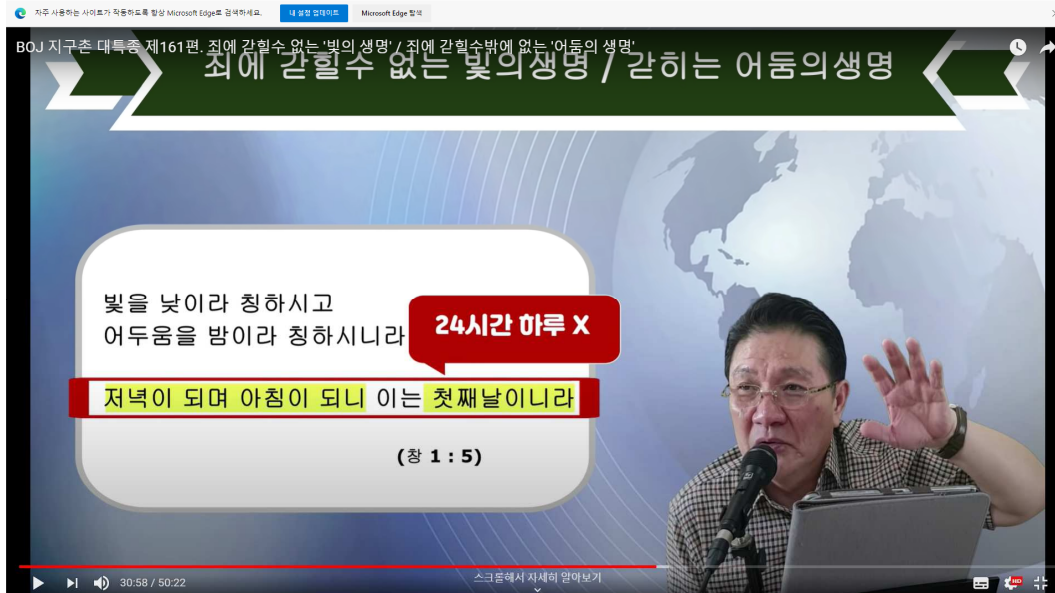 자주 사용하는 사이트가 작동하도록 항상 Microsoft Edge로 검색하세요. 내 설정 업데이트 Microsoft Edge 탐색
BOJ 지구촌 대특종 제161편. 죄에 갇힐수 없는 '빛의 생명' / 죄에 갇힐수밖에 없는 '어둠의 생명'
죄에 갇힐수 없는 빛의생명 / 갇히는 어둠의생명
빛을 낮이라 칭하시고
어두움을 밤이라 칭하시니라
24시간 하루 X
저녁이 되며 아침이 되니 이는 첫째날이니라
(창 1 : 5)
30:58 / 50:22
스크롤해서 자세히 알아보기
HD